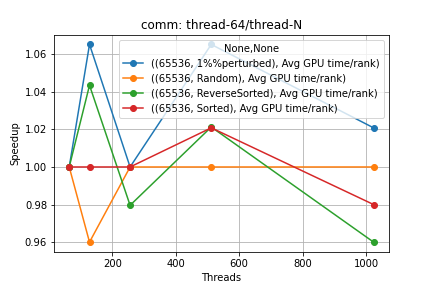 comm: thread-64/thread-N
None,None
((65536, 1%%perturbed), Avg GPU time/rank)
((65536, Random), Avg GPU time/rank)
((65536, ReverseSorted), Avg GPU time/rank)
((65536, Sorted), Avg GPU time/rank)
Speedup
1.06
1.04
1.02
1.00
0.98
0.96
200 400 600 800 1000
Threads